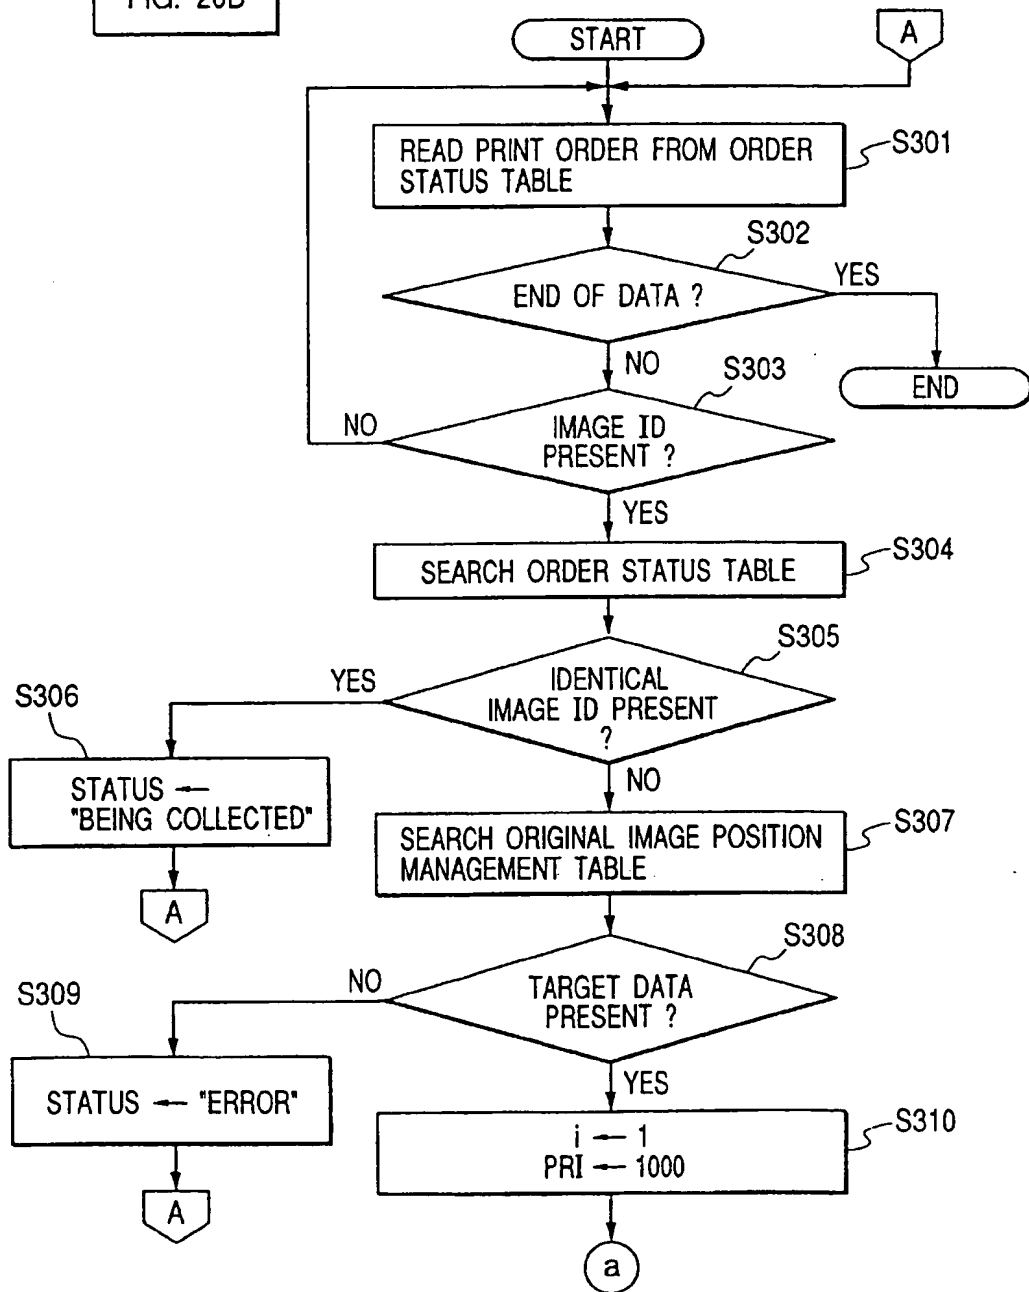 FIG. 20B
START
A
READ PRINT ORDER FROM ORDER
STATUS TABLE
S301
S302
END OF DATA ?
YES
NO
END
S303
NO
IMAGE ID
PRESENT ?
YES
S304
SEARCH ORDER STATUS TABLE
S305
YES
IDENTICAL
IMAGE ID PRESENT
?
S306
STATUS ←
"BEING COLLECTED"
A
NO
S307
SEARCH ORIGINAL IMAGE POSITION
MANAGEMENT TABLE
S308
NO
TARGET DATA
PRESENT ?
S309
STATUS ← "ERROR"
A
YES
S310
i ← 1
PRI ← 1000
a